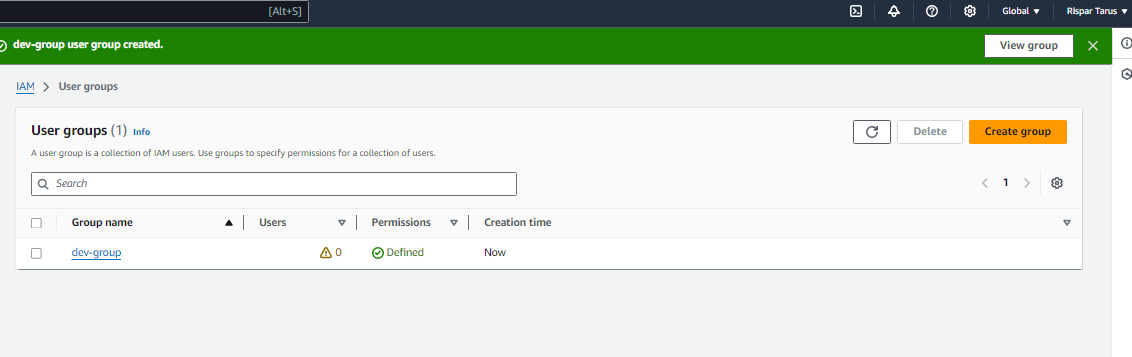 [Alt+S]
Global
Rispar Tarus
dev-group user group created.
View group
IAM
User groups
User groups (1)
Info
Delete
Create group
A user group is a collection of IAM users. Use groups to specify permissions for a collection of users.
Search
1
Group name
Users
Permissions
Creation time
dev-group
0
Defined
Now